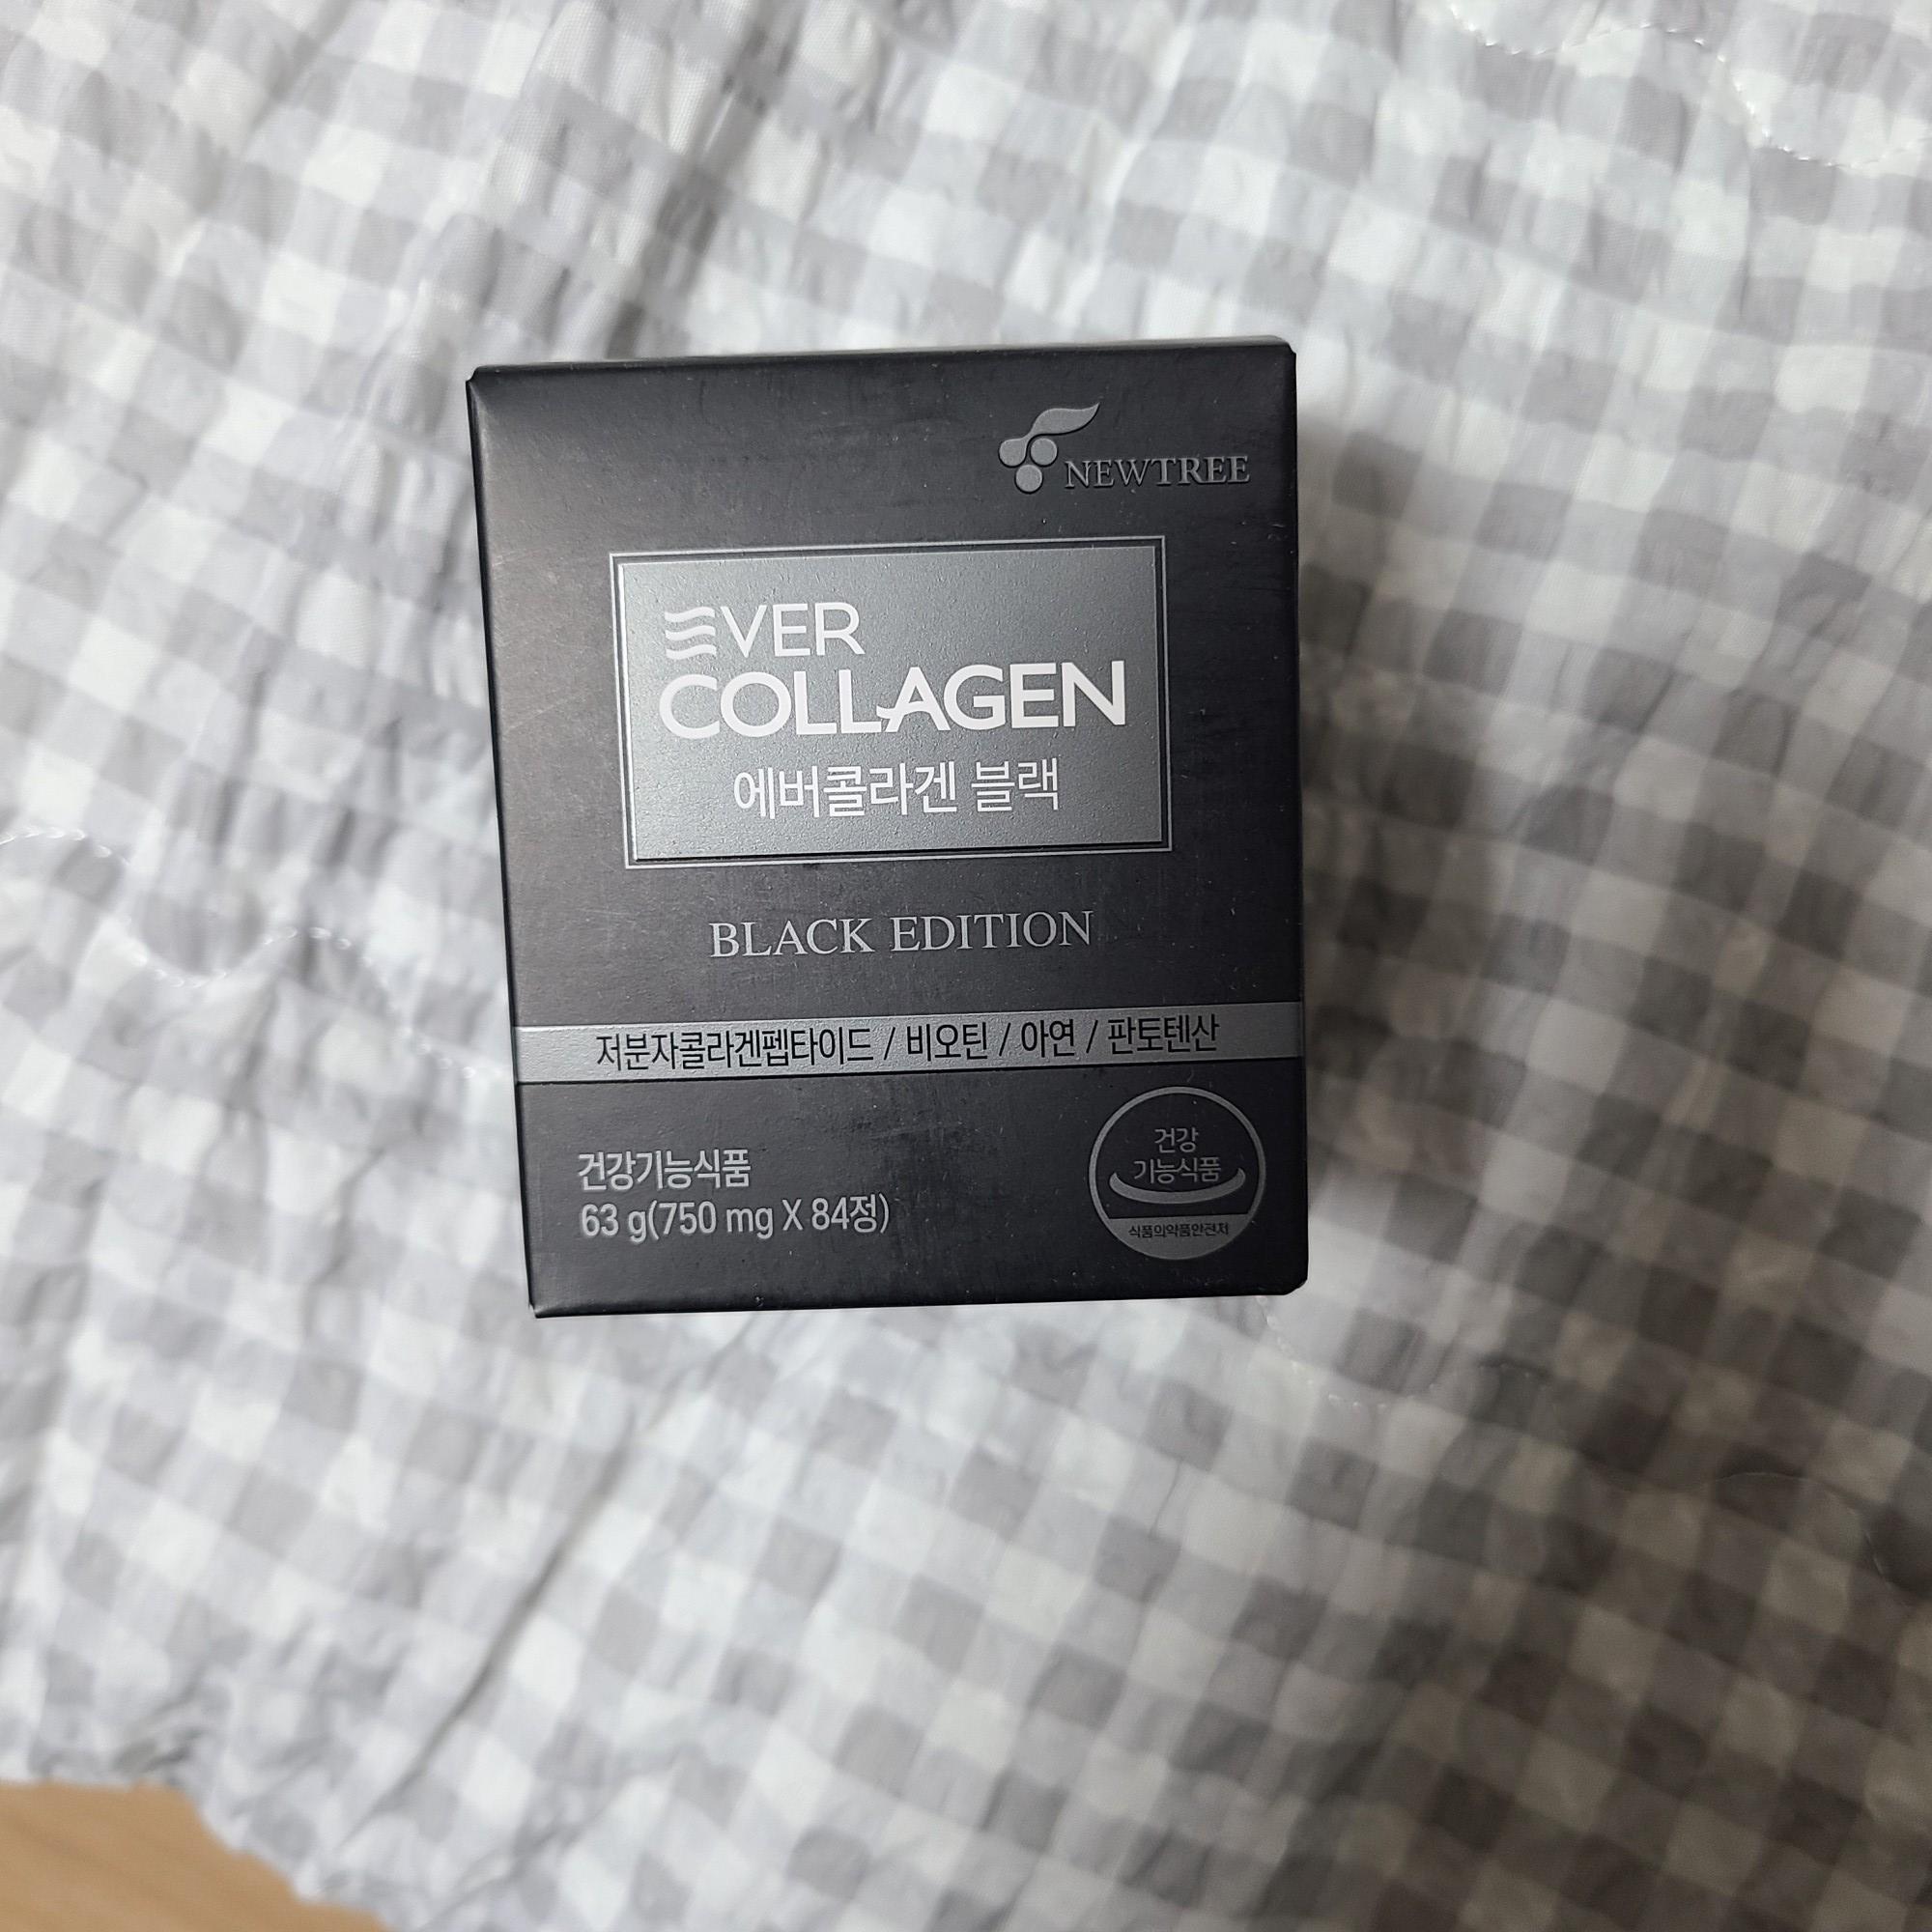 NEWTREE
EVER
COLLAGEN
에버콜라겐 블랙
BLACK EDITION
저분자콜라겐펩타이드 / 비오틴 / 아연 / 판토텐산
건강기능식품
63 g(750 mg X 84정)
건강
기능식품
식품의약품안전처